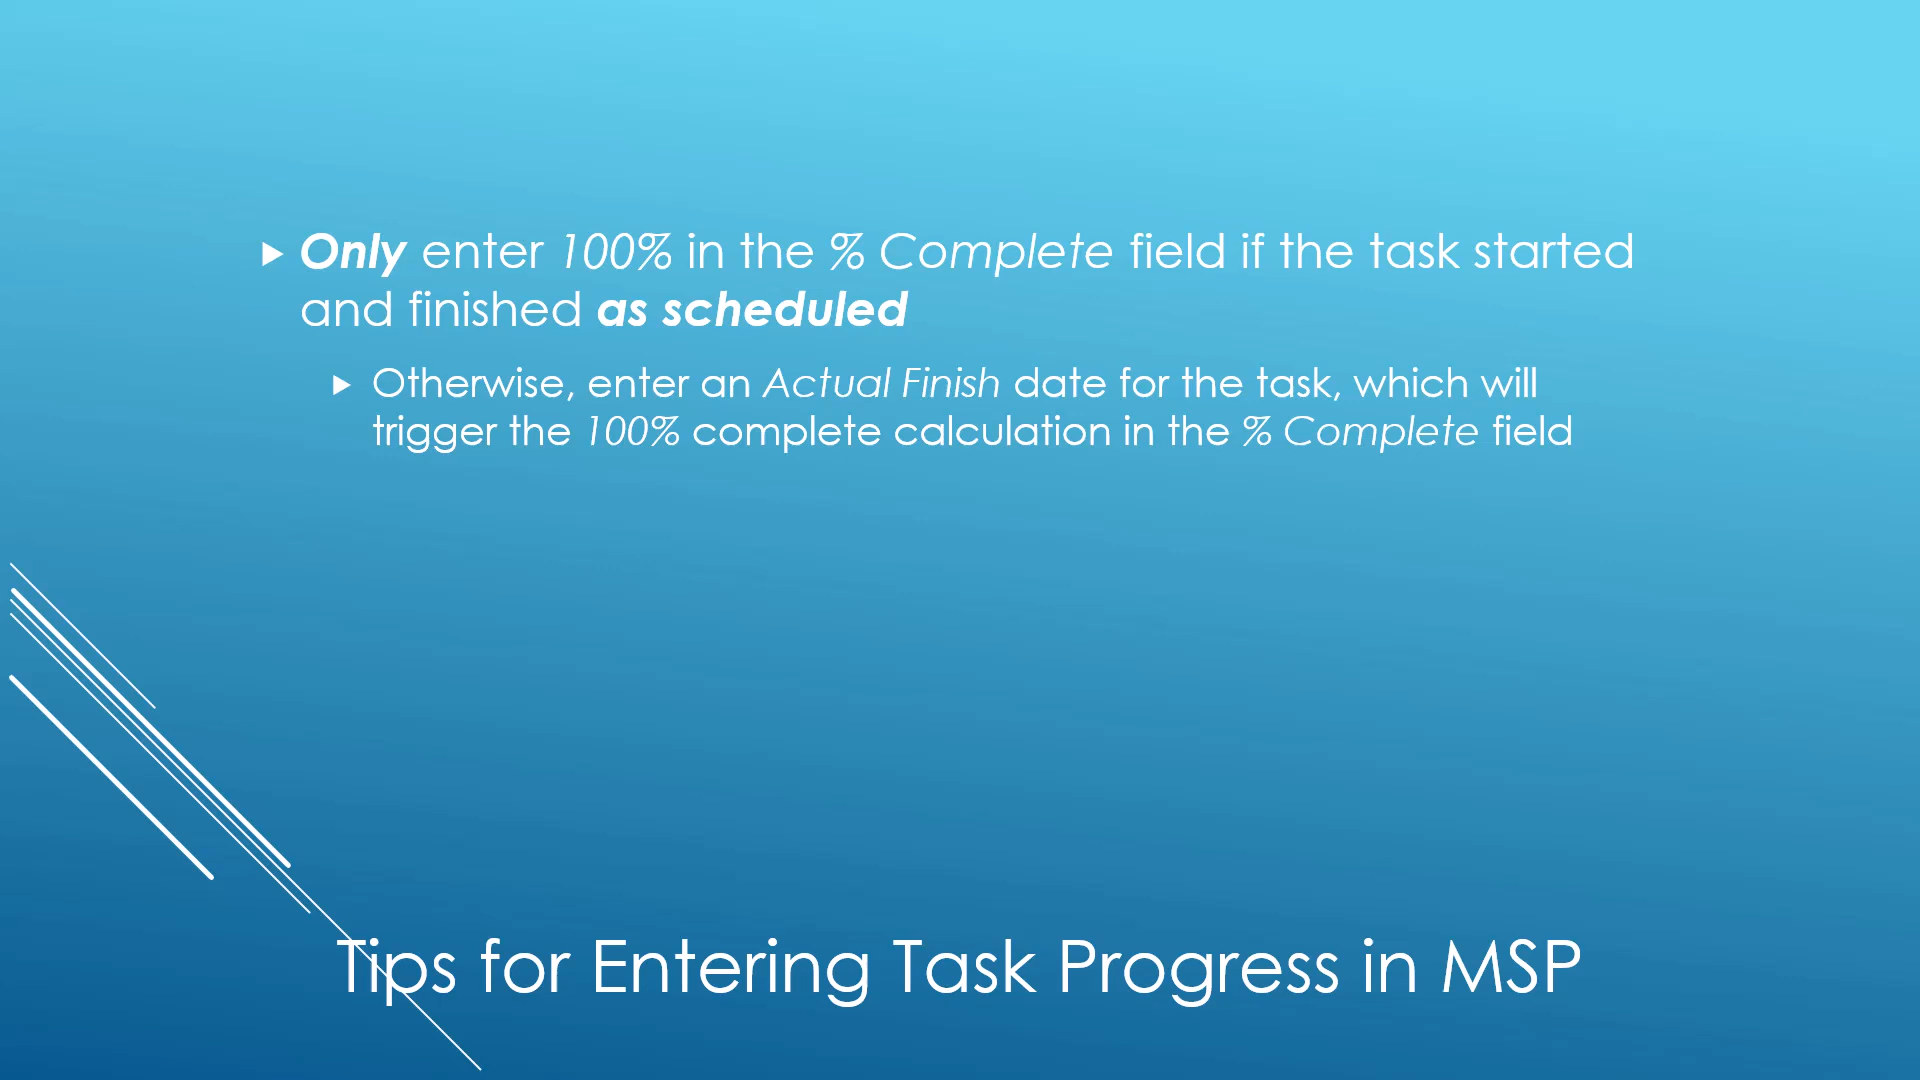 Only enter 100% in the % Complete field if the task started
and finished as scheduled
Otherwise, enter an Actual Finish date for the task, which will
trigger the 100% complete calculation in the % Complete field
Tips for Entering Task Progress in MSP